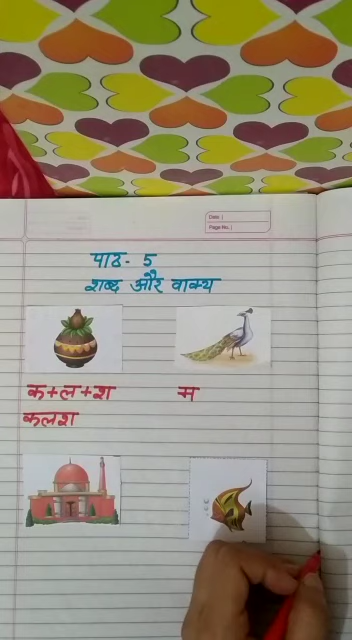 Date :
Page No. :
पाठ- 5
शब्द और वाक्य
क+ल+श
म
कलश